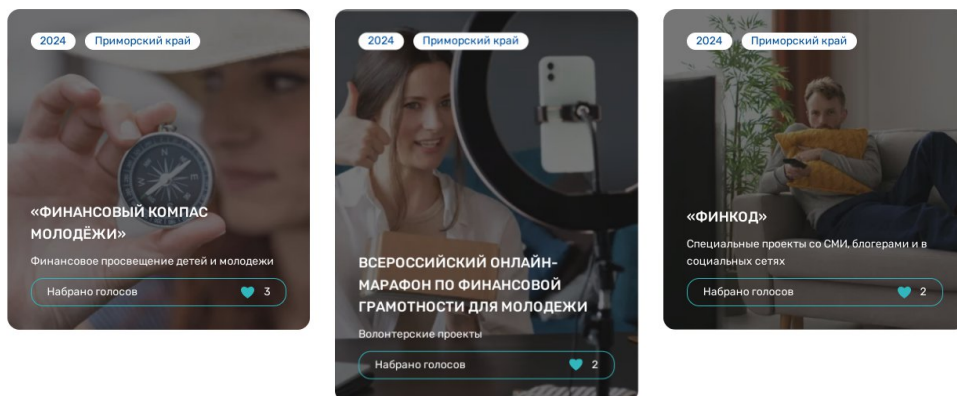 2024 Приморский край
«ФИНАНСОВЫЙ КОМПАС
МОЛОДЁЖИ»
Финансовое просвещение детей и молодежи
Набрано голосов 3
2024 Приморский край
ВСЕРОССИЙСКИЙ ОНЛАЙН-
МАРАФОН ПО ФИНАНСОВОЙ
ГРАМОТНОСТИ ДЛЯ МОЛОДЕЖИ
Волонтерские проекты
Набрано голосов 2
2024 Приморский край
«ФИНКОД»
Специальные проекты со СМИ, блогерами и в
социальных сетях
Набрано голосов 2